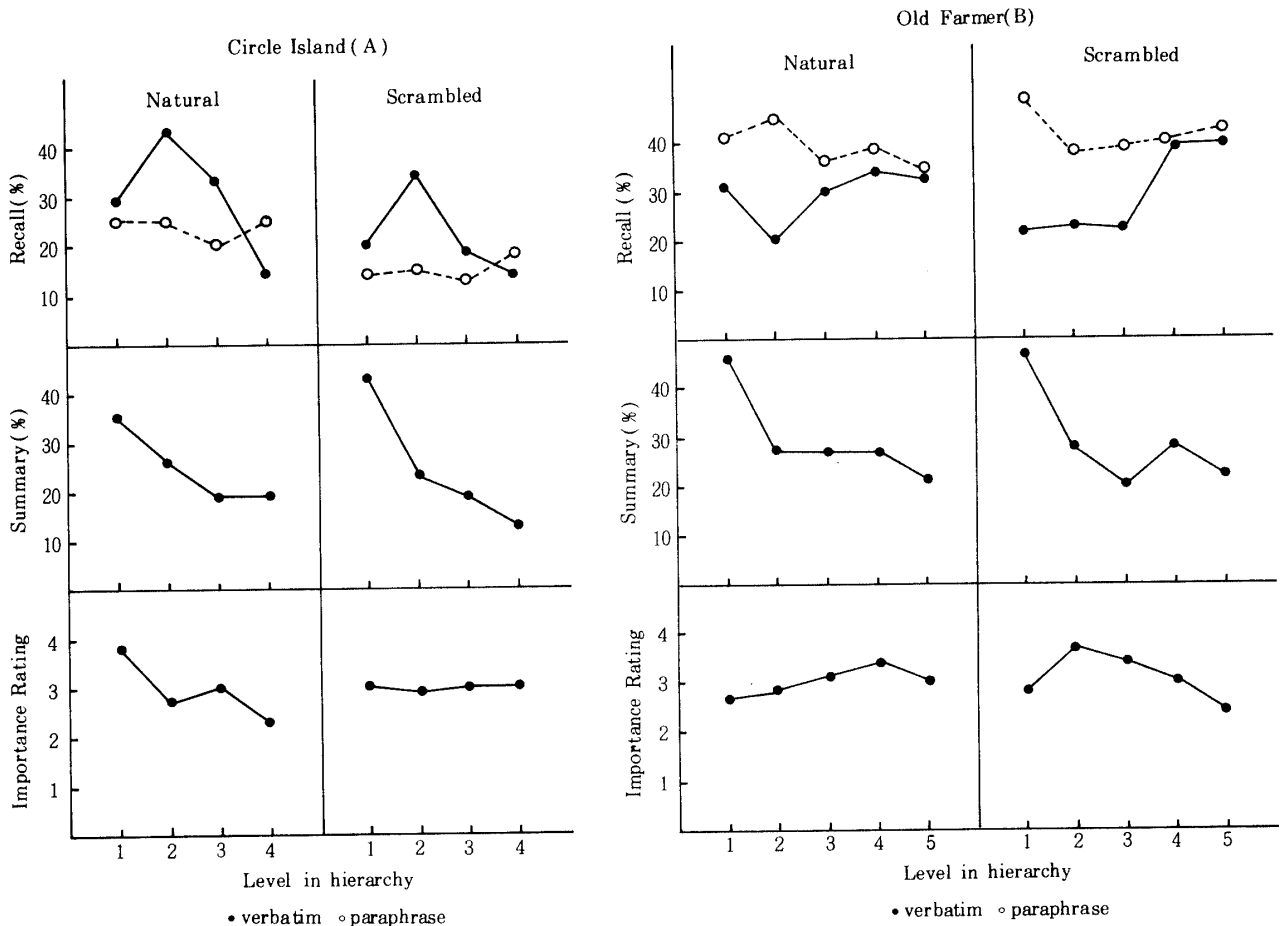 Circle Island(A)
Natural
Scrambled
Recall(%)
40
30
20
10
Summary(%)
40
30
20
10
Importance Rating
4
3
2
1
1 2 3 4
1 2 3 4
Level in hierarchy
• verbatim ◦ paraphrase
Old Farmer(B)
Natural
Scrambled
Recall(%)
40
30
20
10
Summary(%)
40
30
20
10
Importance Rating
4
3
2
1
1 2 3 4 5
1 2 3 4 5
Level in hierarchy
• verbatim ◦ paraphrase